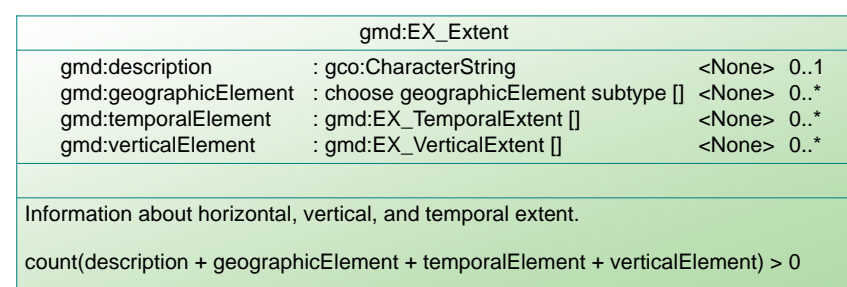 gmd:EX_Extent
gmd:description : gco:CharacterString <None> 0..1
gmd:geographicElement : choose geographicElement subtype [] <None> 0..*
gmd:temporalElement : gmd:EX_TemporalExtent [] <None> 0..*
gmd:verticalElement : gmd:EX_VerticalExtent [] <None> 0..*
Information about horizontal, vertical, and temporal extent.
count(description + geographicElement + temporalElement + verticalElement) > 0